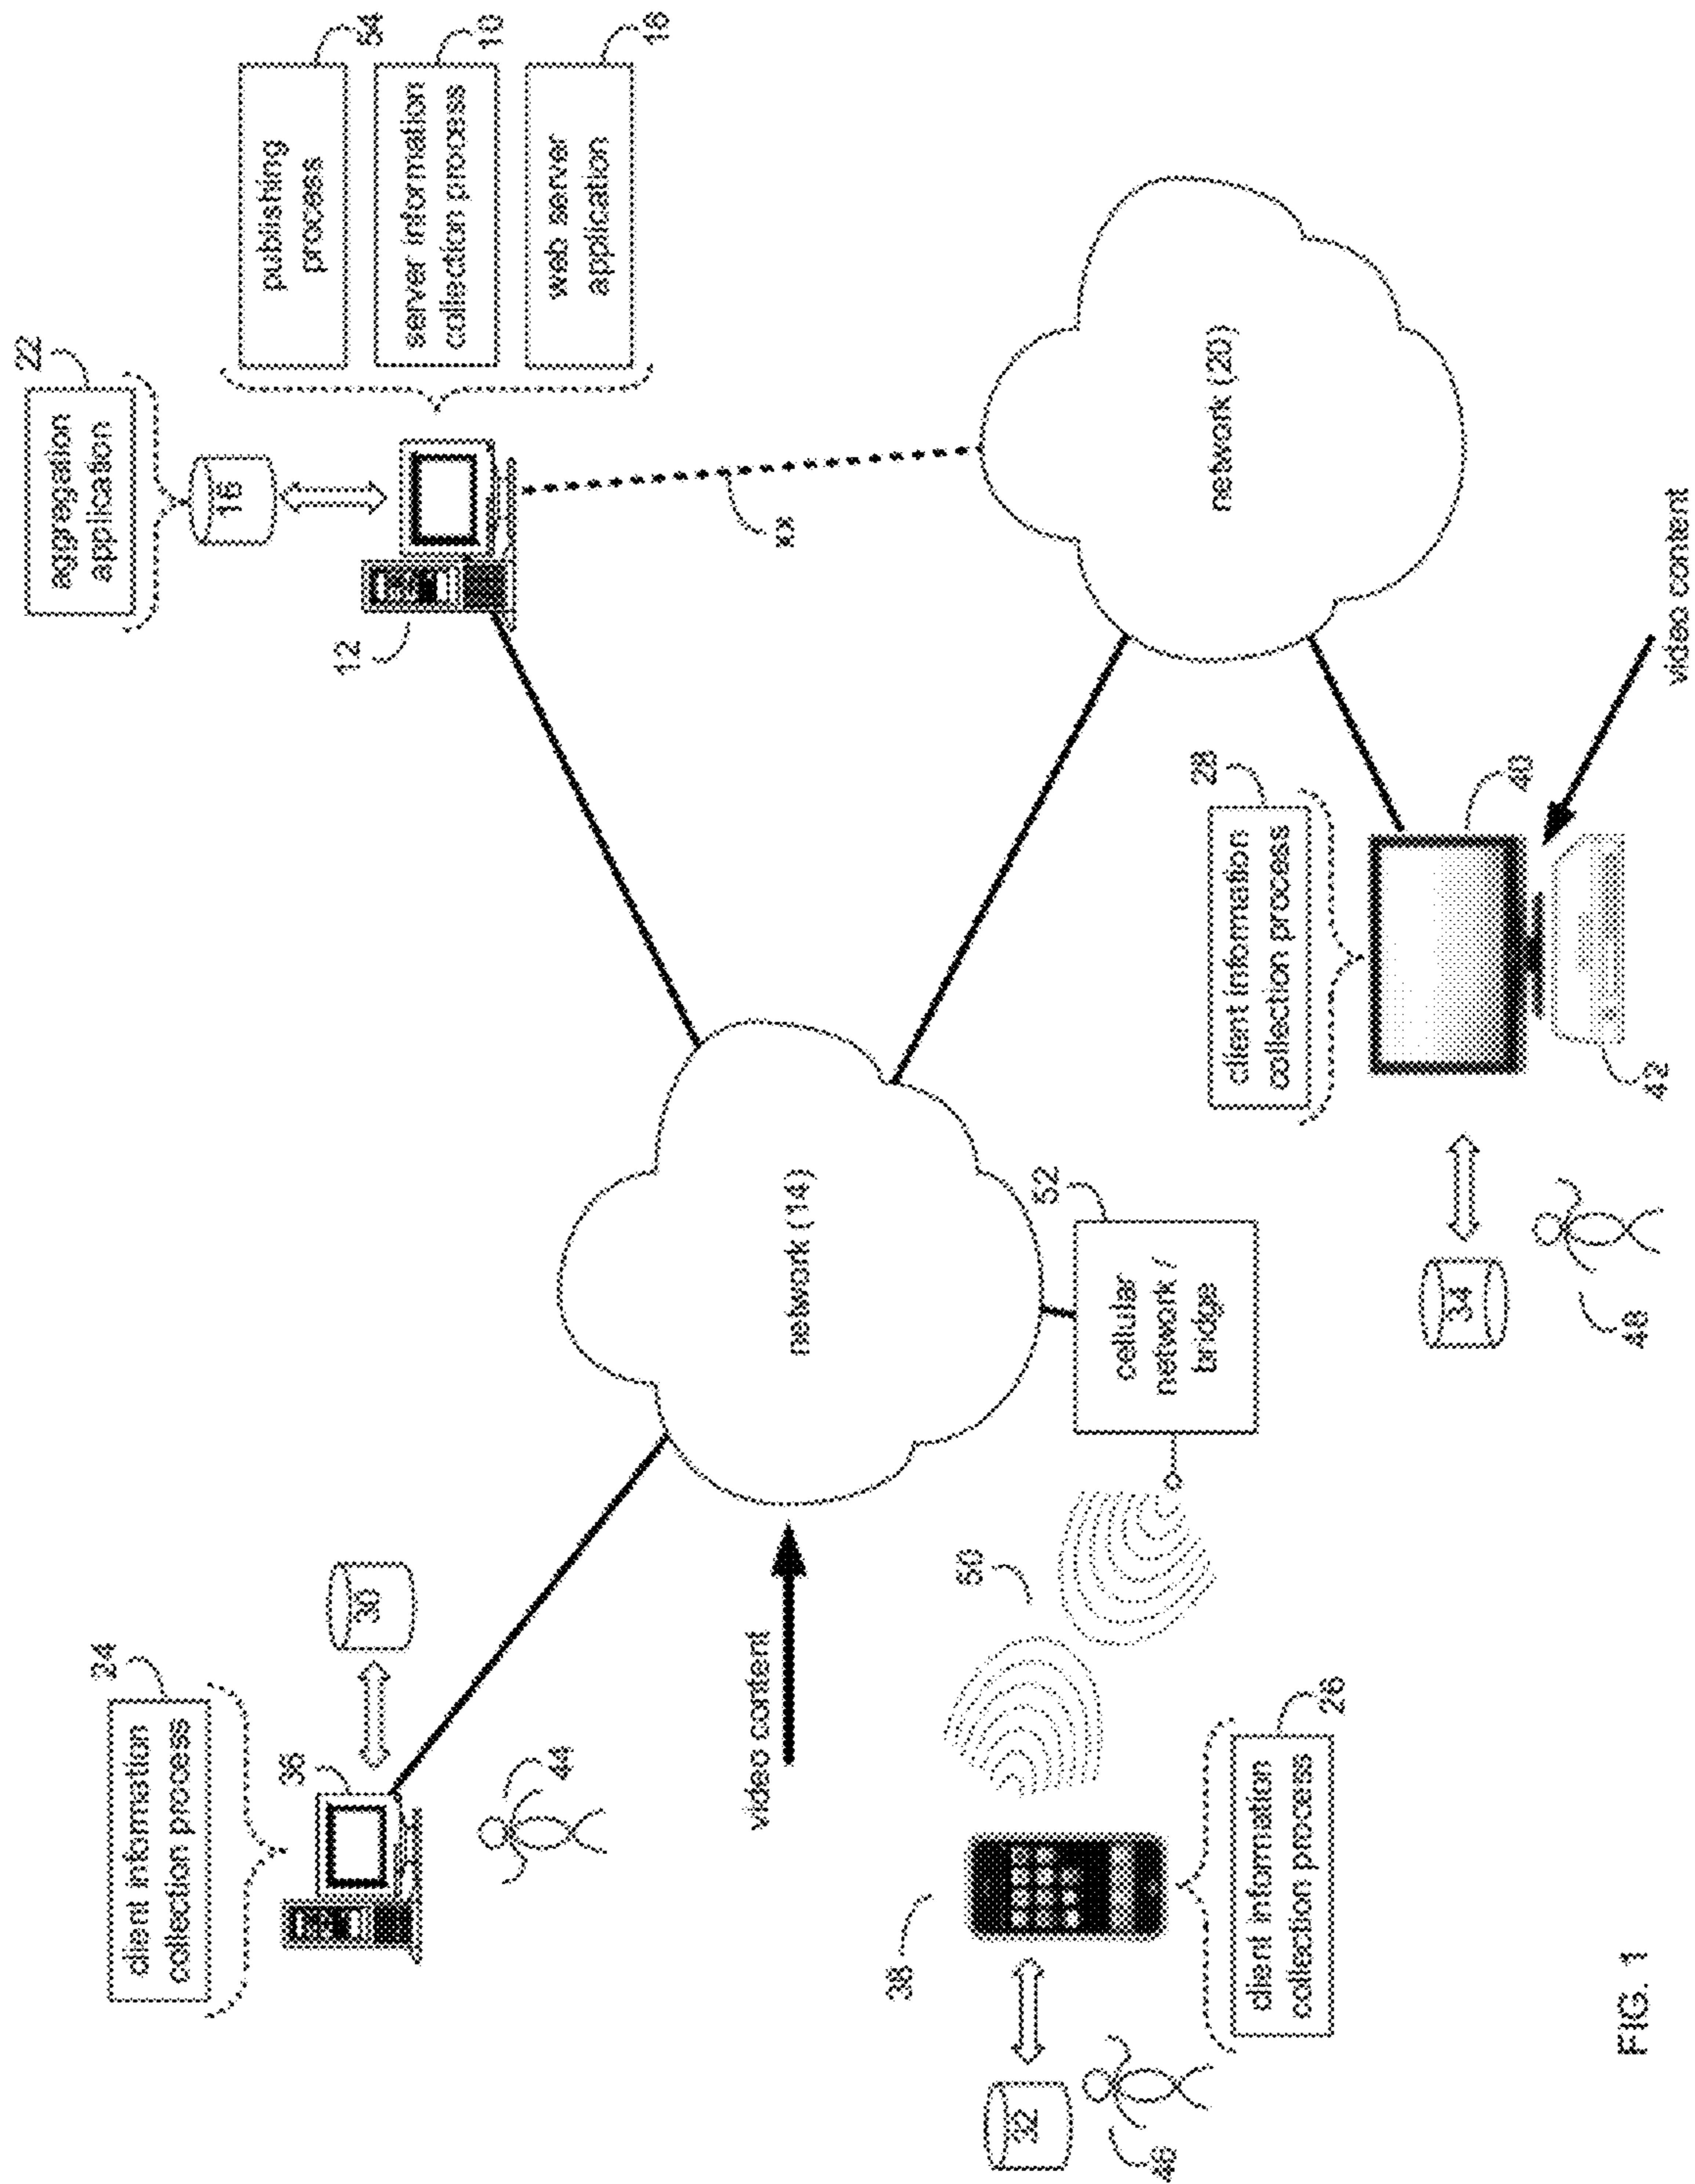 22
aggregation
application
16
12
publishing
process
54
server information
collection process
10
web server
application
18
xx
24
client information
collection process
36
30
44
network (14)
network (20)
video content
50
52
cellular
network /
bridge
38
32
46
client information
collection process
26
28
client information
collection process
40
42
34
48
video content
FIG. 1